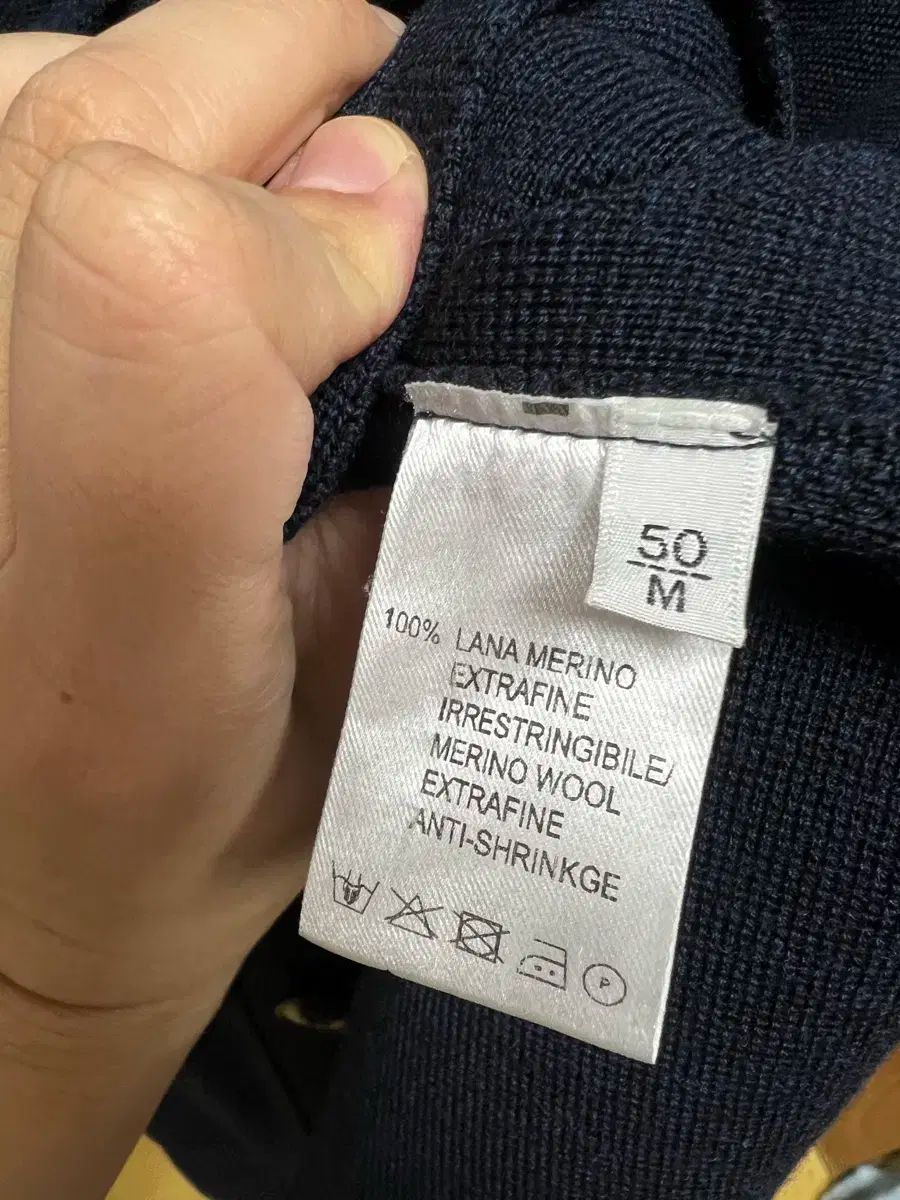 50
M
100% LANA MERINO
EXTRAFINE
IRRESTRINGIBILE/
MERINO WOOL
EXTRAFINE
ANTI-SHRINKGE
P